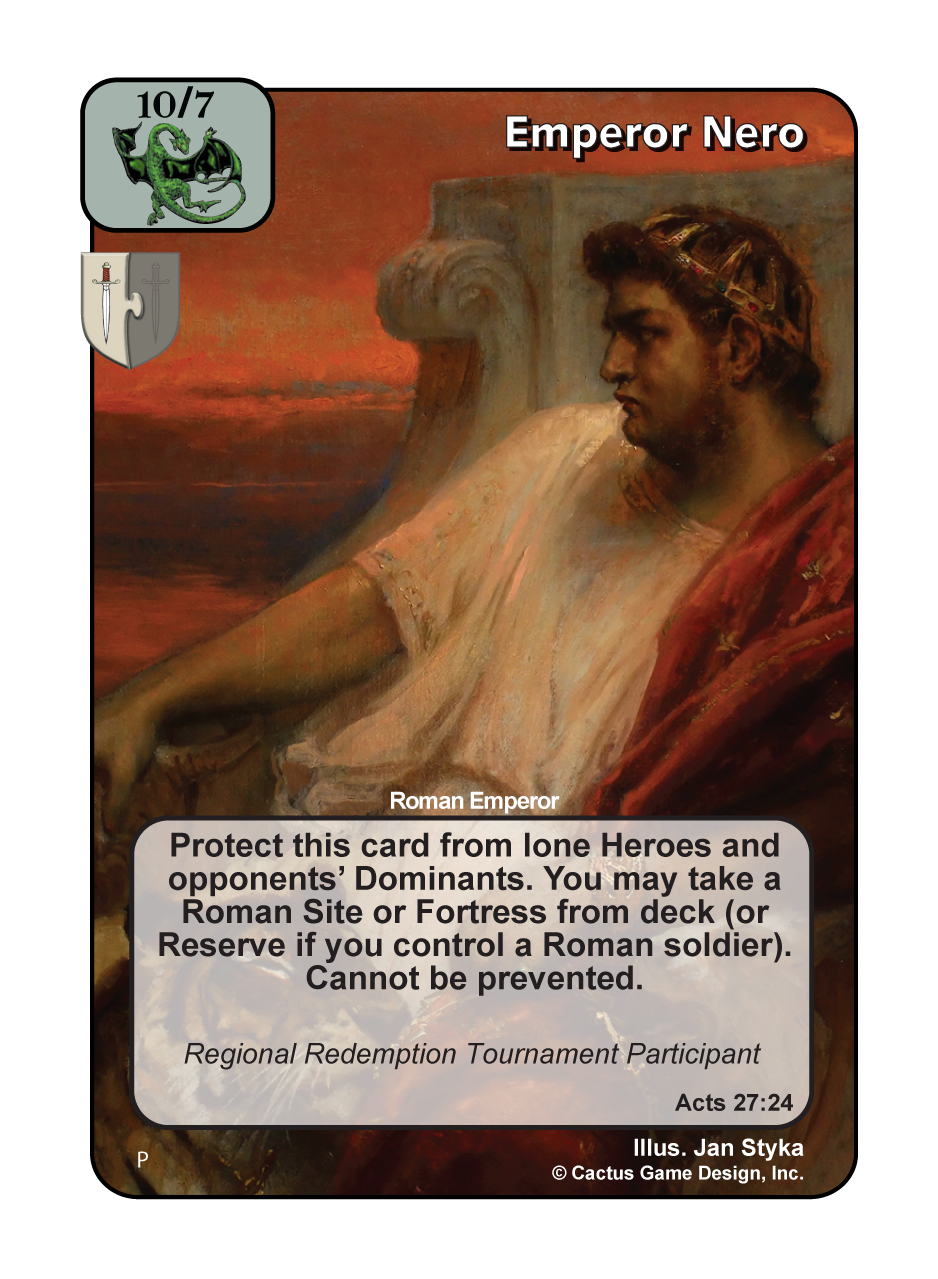 10/7
Emperor Nero
Roman Emperor
Protect this card from lone Heroes and
opponents’ Dominants. You may take a
Roman Site or Fortress from deck (or
Reserve if you control a Roman soldier).
Cannot be prevented.
Regional Redemption Tournament Participant
Acts 27:24
P
Illus. Jan Styka
© Cactus Game Design, Inc.